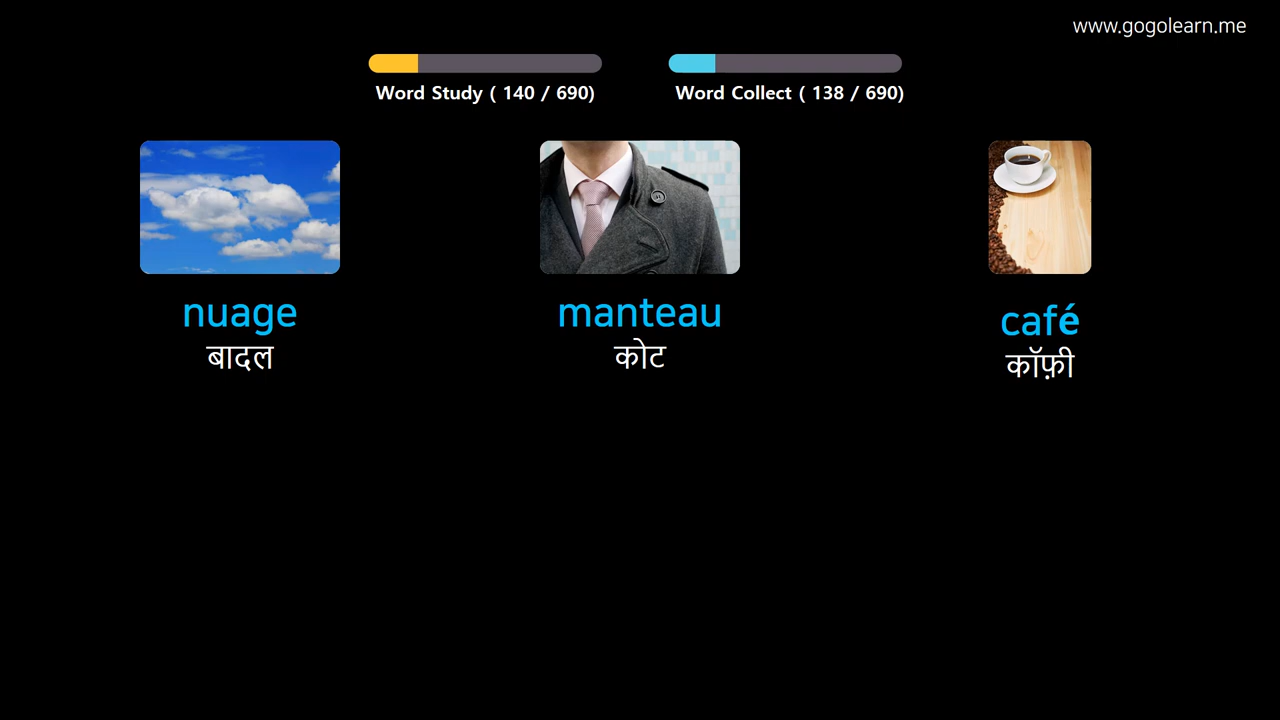 www.gogolearn.me
Word Study ( 140 / 690)
Word Collect ( 138 / 690)
nuage
बादल
manteau
कोट
café
कॉफ़ी